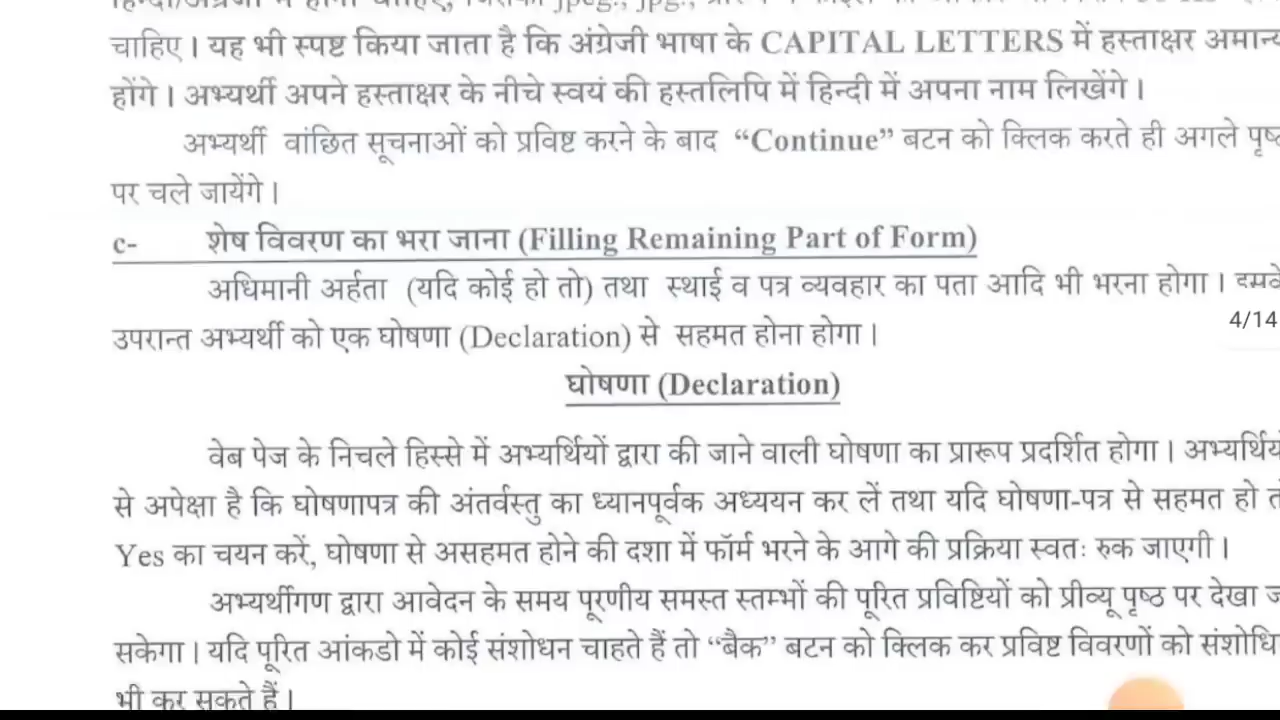 चाहिए। यह भी स्पष्ट किया जाता है कि अंग्रेजी भाषा के CAPITAL LETTERS में हस्ताक्षर अमान्य
होंगे। अभ्यर्थी अपने हस्ताक्षर के नीचे स्वयं की हस्तलिपि में हिन्दी में अपना नाम लिखेंगे।
अभ्यर्थी वांछित सूचनाओं को प्रविष्ट करने के बाद “Continue” बटन को क्लिक करते ही अगले
पर चले जायेंगे।
c- शेष विवरण का भरा जाना (Filling Remaining Part of Form)
अधिमानी अर्हता (यदि कोई हो तो) तथा स्थाई व पत्र व्यवहार का पता आदि भी भरना होगा।
4/14
उपरान्त अभ्यर्थी को एक घोषणा (Declaration) से सहमत होना होगा।
घोषणा (Declaration)
वेब पेज के निचले हिस्से में अभ्यर्थियों द्वारा की जाने वाली घोषणा का प्रारूप प्रदर्शित होगा।
से अपेक्षा है कि घोषणापत्र की अंतर्वस्तु का ध्यानपूर्वक अध्ययन कर लें तथा यदि घोषणा-पत्र से सहमत हो
Yes का चयन करें, घोषणा से असहमत होने की दशा में फॉर्म भरने के आगे की प्रक्रिया स्वतः रुक जाएगी।
अभ्यर्थीगण द्वारा आवेदन के समय पूरणीय समस्त स्तम्भों की पूरित प्रविष्टियों को प्रीव्यू पृष्ठ पर देखा
सकेगा। यदि पूरित आंकडो में कोई संशोधन चाहते हैं तो “बैक” बटन को क्लिक कर प्रविष्ट विवरणों को
भी कर सकते हैं।